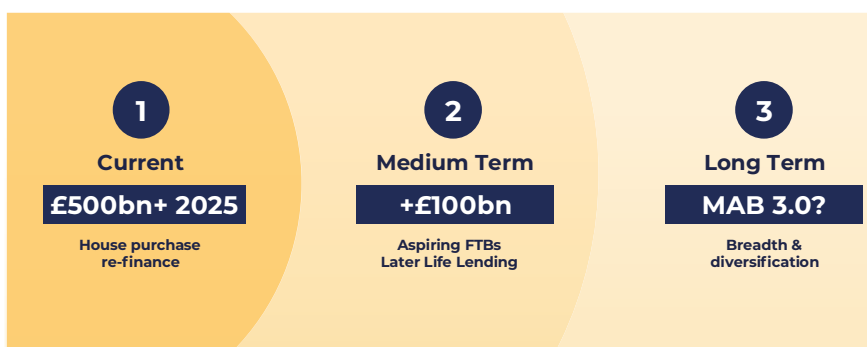 1
Current
£500bn+ 2025
House purchase
re-finance
2
Medium Term
+£100bn
Aspiring FTBs
Later Life Lending
3
Long Term
MAB 3.0?
Breadth &
diversification